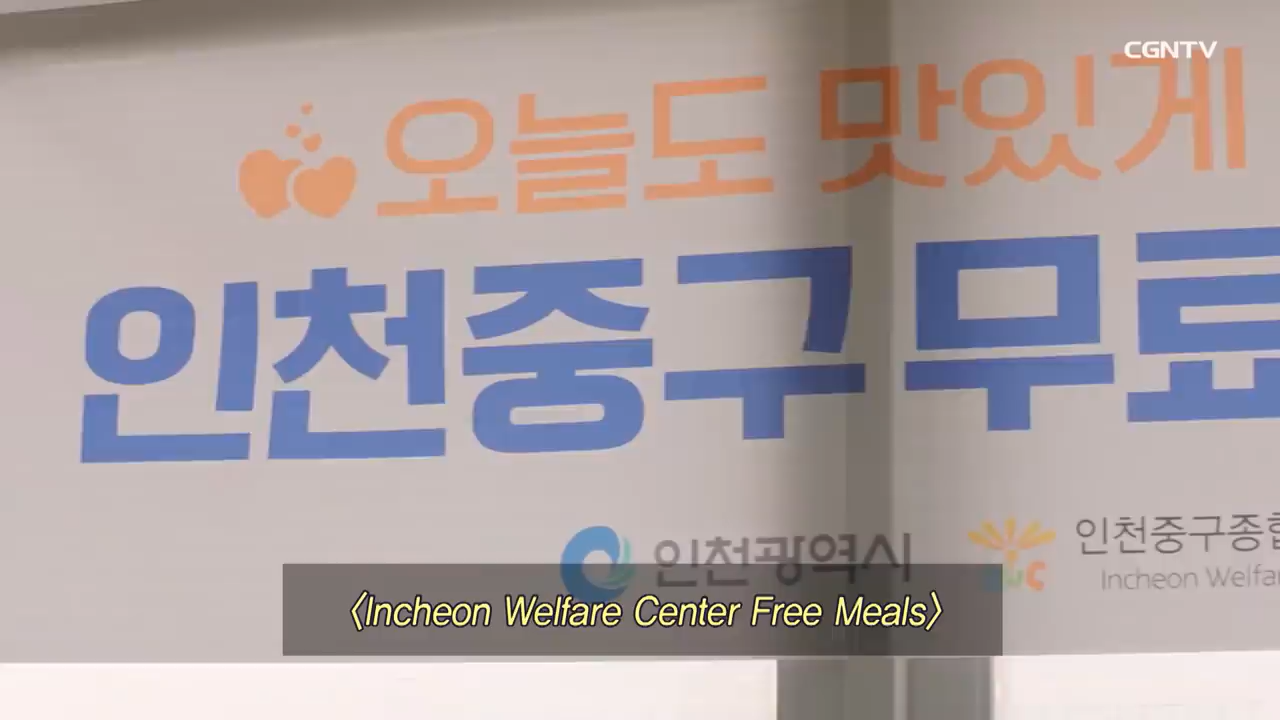 CGNTV
오늘도 맛있게
인천중구 무료
인천광역시
인천중구종합
Incheon Welfar
〈Incheon Welfare Center Free Meals〉